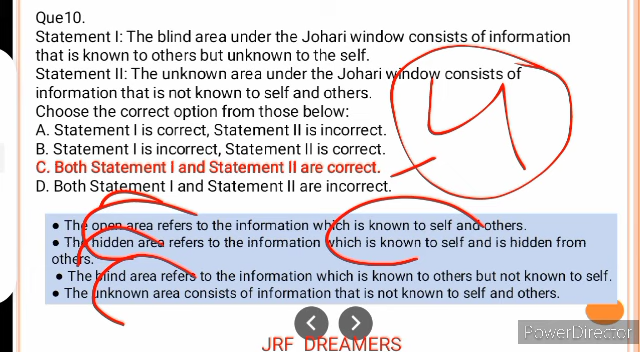 Que10.
Statement I: The blind area under the Johari window consists of information
that is known to others but unknown to the self.
Statement II: The unknown area under the Johari window consists of
information that is not known to self and others.
Choose the correct option from those below:
A. Statement I is correct, Statement II is incorrect.
B. Statement I is incorrect, Statement II is correct.
C. Both Statement I and Statement II are correct.
D. Both Statement I and Statement II are incorrect.
4
• The open area refers to the information which is known to self and others.
• The hidden area refers to the information which is known to self and is hidden from
others.
• The blind area refers to the information which is known to others but not known to self.
• The unknown area consists of information that is not known to self and others.
PowerDirector
JRF DREAMERS